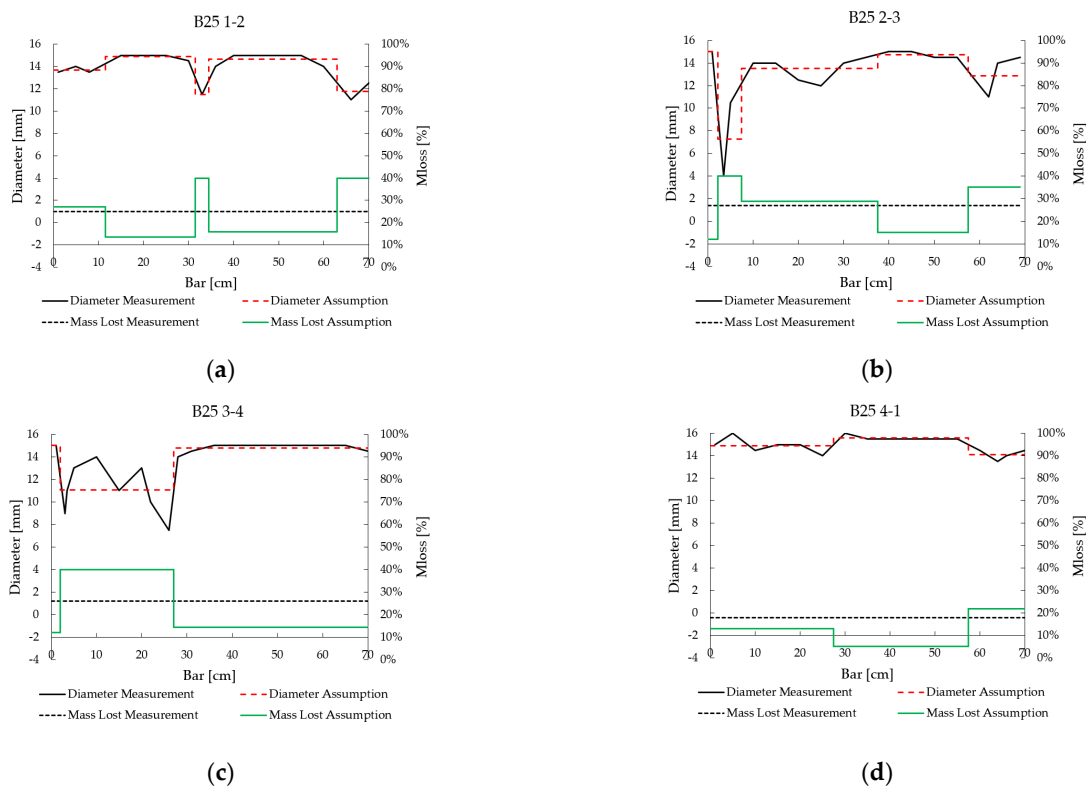 B25 1-2
16
14
12
10
8
6
4
2
0
-2
-4
Diameter [mm]
100%
90%
80%
70%
60%
50%
40%
30%
20%
10%
0%
Mloss [%]
0 10 20 30 40 50 60 70
Bar [cm]
Diameter Measurement Diameter Assumption
Mass Lost Measurement Mass Lost Assumption
(a)
B25 2-3
16
14
12
10
8
6
4
2
0
-2
-4
Diameter [mm]
100%
90%
80%
70%
60%
50%
40%
30%
20%
10%
0%
Mloss [%]
0 10 20 30 40 50 60 70
Bar [cm]
Diameter Measurement Diameter Assumption
Mass Lost Measurement Mass Lost Assumption
(b)
B25 3-4
16
14
12
10
8
6
4
2
0
-2
-4
Diameter [mm]
100%
90%
80%
70%
60%
50%
40%
30%
20%
10%
0%
Mloss [%]
0 10 20 30 40 50 60 70
Bar [cm]
Diameter Measurement Diameter Assumption
Mass Lost Measurement Mass Lost Assumption
(c)
B25 4-1
16
14
12
10
8
6
4
2
0
-2
-4
Diameter [mm]
100%
90%
80%
70%
60%
50%
40%
30%
20%
10%
0%
Mloss [%]
0 10 20 30 40 50 60 70
Bar [cm]
Diameter Measurement Diameter Assumption
Mass Lost Measurement Mass Lost Assumption
(d)